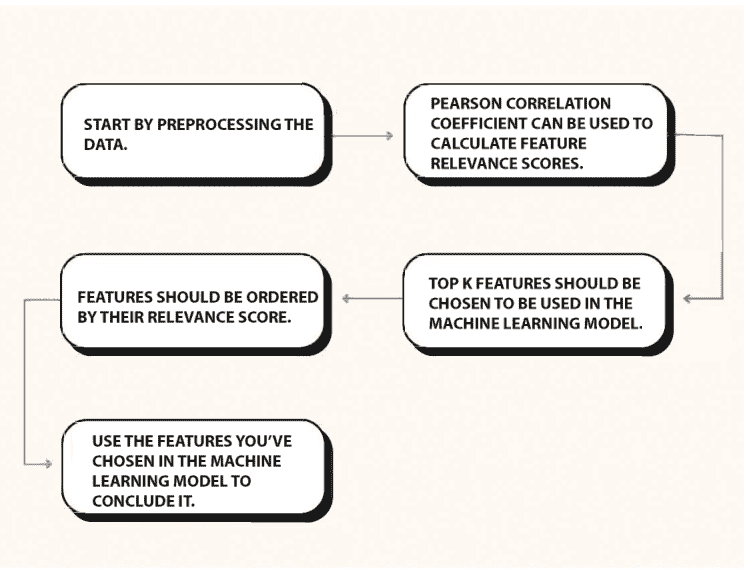 START BY PREPROCESSING THE
DATA.
PEARSON CORRELATION
COEFFICIENT CAN BE USED TO
CALCULATE FEATURE
RELEVANCE SCORES.
TOP K FEATURES SHOULD BE
CHOSEN TO BE USED IN THE
MACHINE LEARNING MODEL.
FEATURES SHOULD BE ORDERED
BY THEIR RELEVANCE SCORE.
USE THE FEATURES YOU'VE
CHOSEN IN THE MACHINE
LEARNING MODEL TO
CONCLUDE IT.